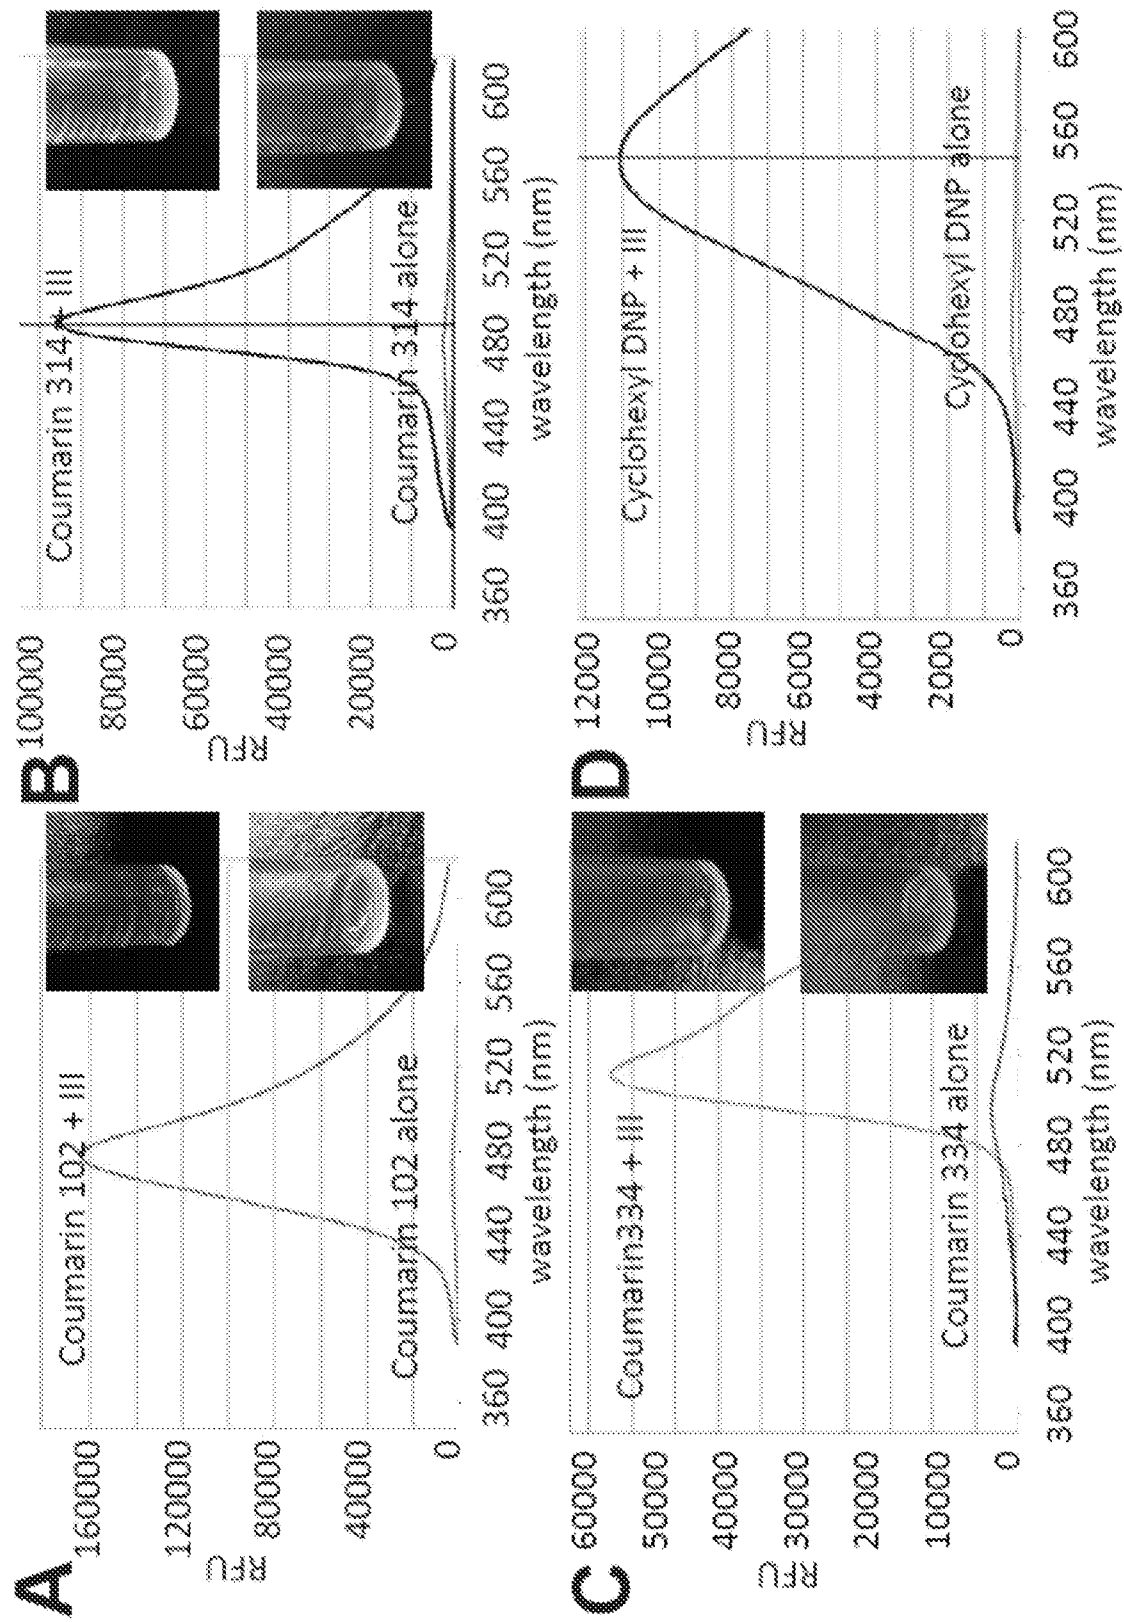 A
RFU
160000
120000
80000
40000
0
Coumarin 102 + III
Coumarin 102 alone
360 400 440 480 520 560 600
wavelength (nm)
B
RFU
100000
80000
60000
40000
20000
0
Coumarin 314 + III
Coumarin 314 alone
360 400 440 480 520 560 600
wavelength (nm)
C
RFU
60000
50000
40000
30000
20000
10000
0
Coumarin334 + III
Coumarin 334 alone
360 400 440 480 520 560 600
wavelength (nm)
D
RFU
12000
10000
8000
6000
4000
2000
0
Cyclohexyl DNP + III
Cyclohexyl DNP alone
360 400 440 480 520 560 600
wavelength (nm)